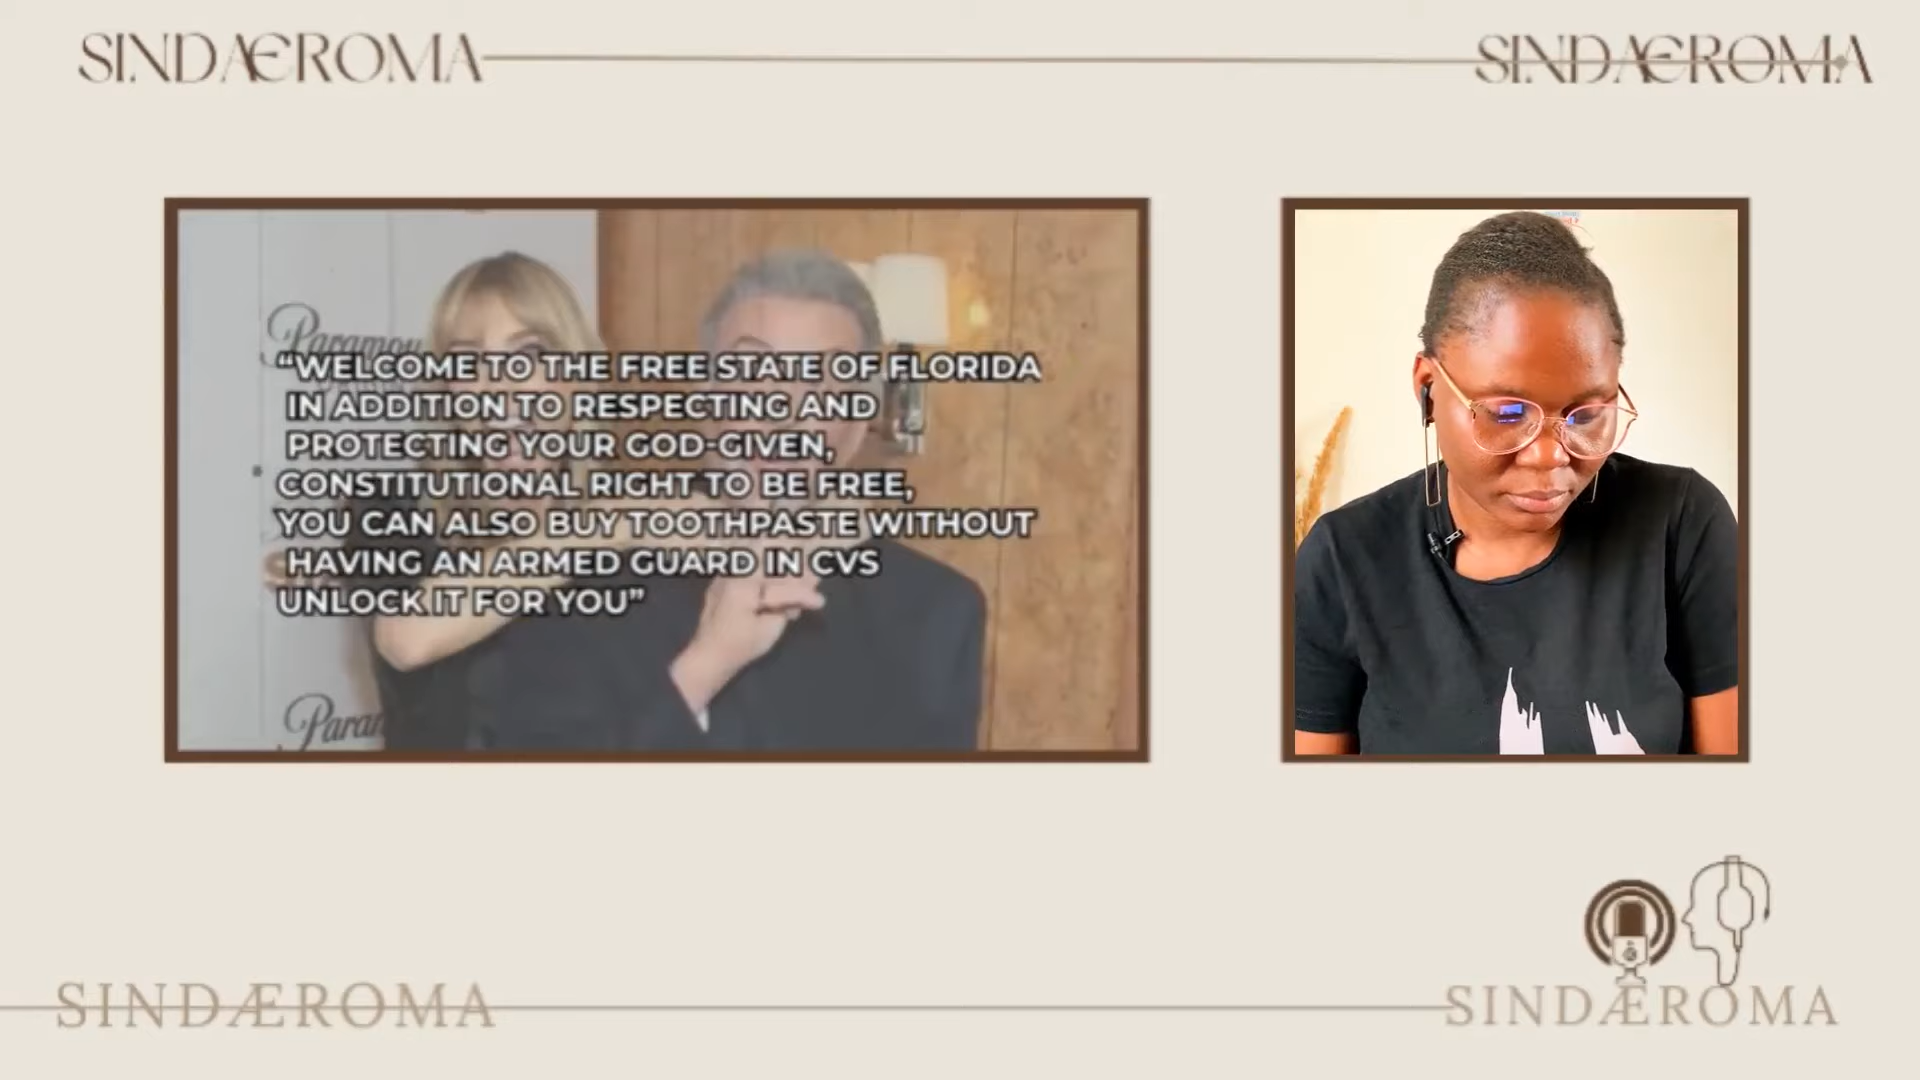 SINDÆROMA
SINDÆROMA
Paramou
“WELCOME TO THE FREE STATE OF FLORIDA
IN ADDITION TO RESPECTING AND
PROTECTING YOUR GOD-GIVEN,
CONSTITUTIONAL RIGHT TO BE FREE,
YOU CAN ALSO BUY TOOTHPASTE WITHOUT
HAVING AN ARMED GUARD IN CVS
UNLOCK IT FOR YOU”
Param
SINDÆROMA
SINDÆROMA